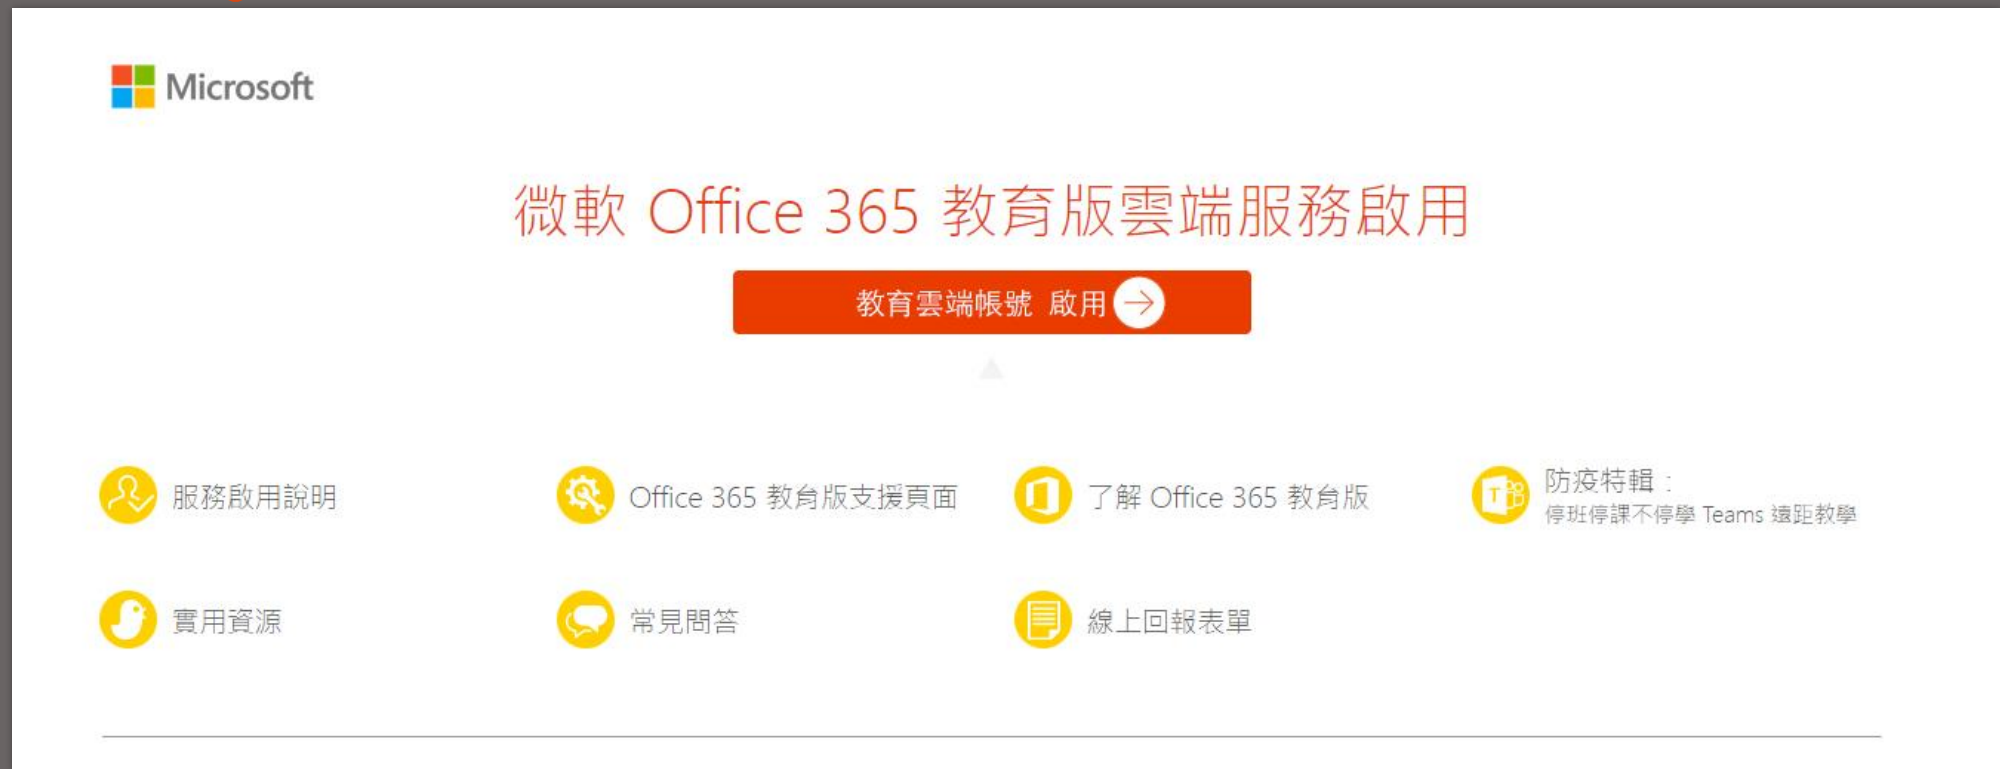 Microsoft
微軟 Office 365 教育版雲端服務啟用
教育雲端帳號 啟用
服務啟用說明
Office 365 教育版支援頁面
了解 Office 365 教育版
防疫特輯：
停班停課不停學 Teams 遠距教學
實用資源
常見問答
線上回報表單